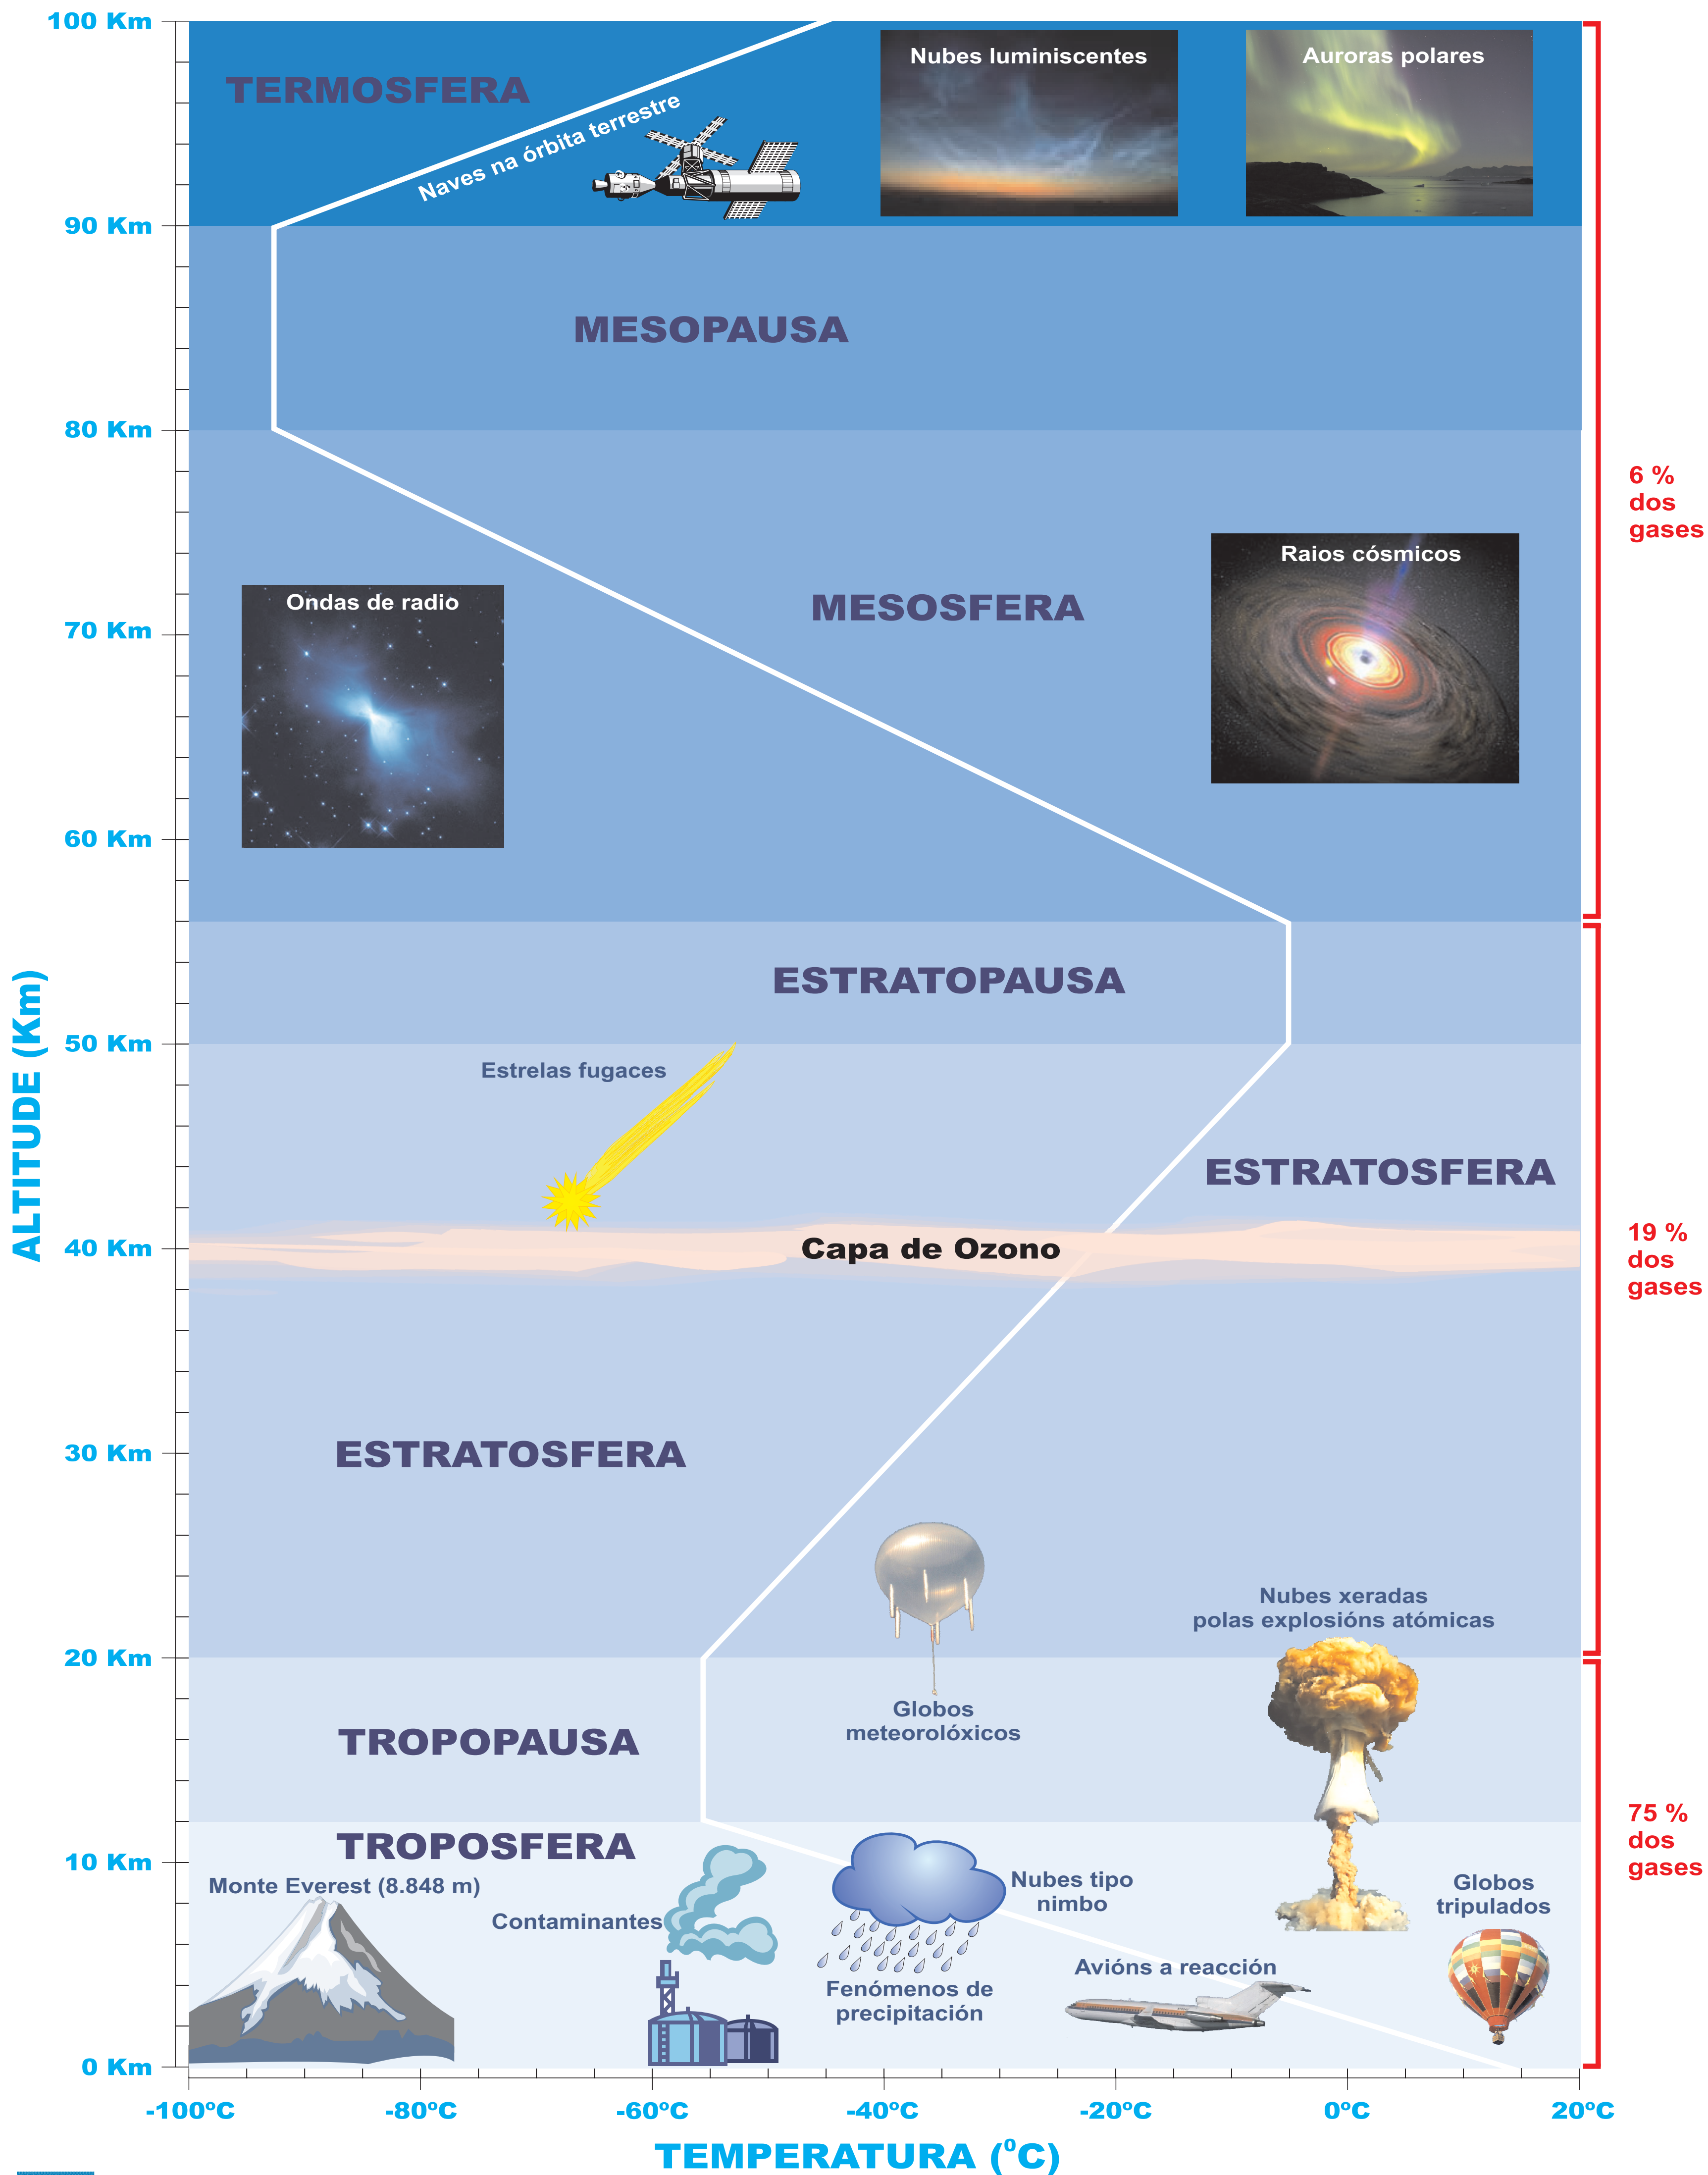 100 Km
TERMOSFERA
Naves na órbita terrestre
Nubes luminiscentes
Auroras polares
90 Km
MESOPAUSA
80 Km
6 %
dos
gases
Raios cósmicos
Ondas de radio
MESOSFERA
70 Km
60 Km
ESTRATOPAUSA
ALTITUDE (Km)
50 Km
Estrelas fugaces
ESTRATOSFERA
40 Km
Capa de Ozono
19 %
dos
gases
30 Km
ESTRATOSFERA
Nubes xeradas
polas explosións atómicas
20 Km
Globos
meteorolóxicos
TROPOPAUSA
75 %
dos
gases
TROPOSFERA
10 Km
Monte Everest (8.848 m)
Contaminantes
Nubes tipo
nimbo
Globos
tripulados
Fenómenos de
precipitación
Avións a reacción
0 Km
-100ºC
-80ºC
-60ºC
-40ºC
-20ºC
0ºC
20ºC
TEMPERATURA (⁰C)